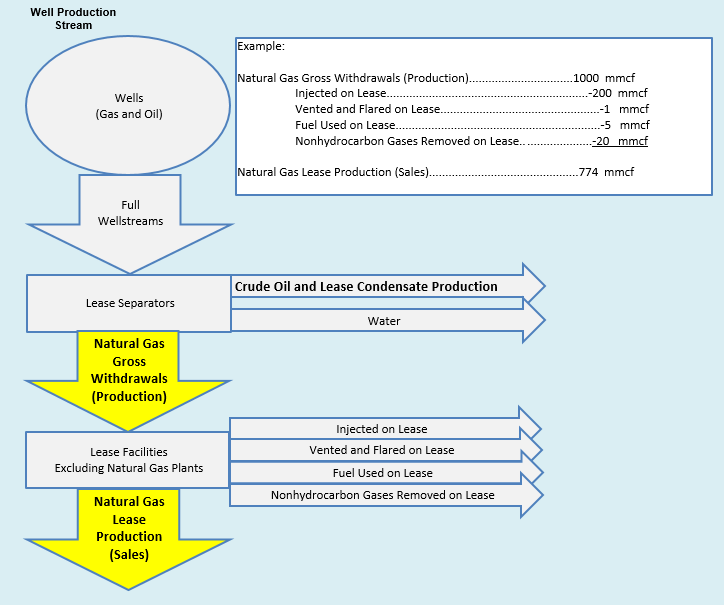 Well Production
Stream
Example:
Natural Gas Gross Withdrawals (Production)................................1000 mmcf
Injected on Lease..............................................................-200 mmcf
Vented and Flared on Lease.................................................-1 mmcf
Fuel Used on Lease...............................................................-5 mmcf
Nonhydrocarbon Gases Removed on Lease.. ....................-20 mmcf
Natural Gas Lease Production (Sales)..............................................774 mmcf
Wells
(Gas and Oil)
Full
Wellstreams
Lease Separators
Crude Oil and Lease Condensate Production
Water
Natural Gas
Gross
Withdrawals
(Production)
Lease Facilities
Excluding Natural Gas Plants
Injected on Lease
Vented and Flared on Lease
Fuel Used on Lease
Nonhydrocarbon Gases Removed on Lease
Natural Gas
Lease
Production
(Sales)